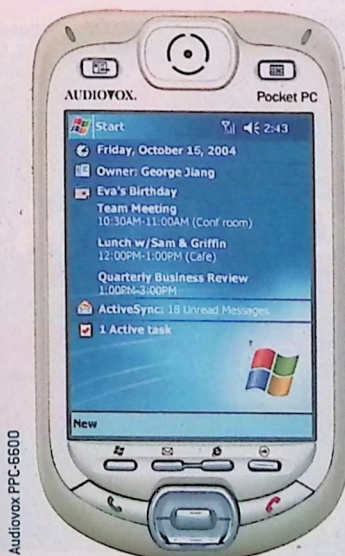 AUDIOVOX.
Pocket PC
Start
2:43
Friday, October 15, 2004
Owner: George Jiang
Eva's Birthday
Team Meeting
10:30AM-11:00AM (Conf room)
Lunch w/Sam & Griffin
12:00PM-1:00PM (Cafe)
Quarterly Business Review
1:00PM-3:00PM
ActiveSync: 18 Unread Messages
1 Active task
New
Audiovox PPC-6600